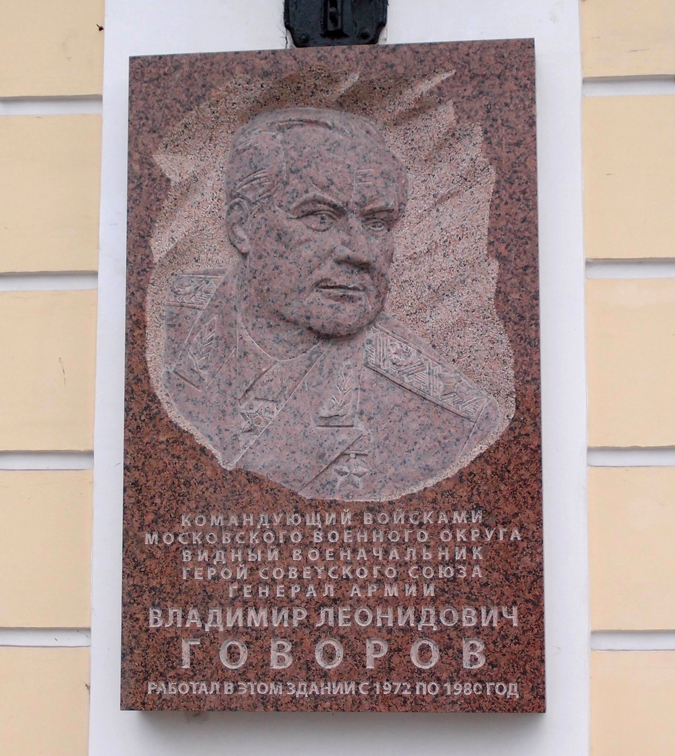 КОМАНДУЮЩИЙ ВОЙСКАМИ
МОСКОВСКОГО ВОЕННОГО ОКРУГА
ВИДНЫЙ ВОЕНАЧАЛЬНИК
ГЕРОЙ СОВЕТСКОГО СОЮЗА
ГЕНЕРАЛ АРМИИ
ВЛАДИМИР ЛЕОНИДОВИЧ
ГОВОРОВ
РАБОТАЛ В ЭТОМ ЗДАНИИ С 1972 ПО 1980 ГОД